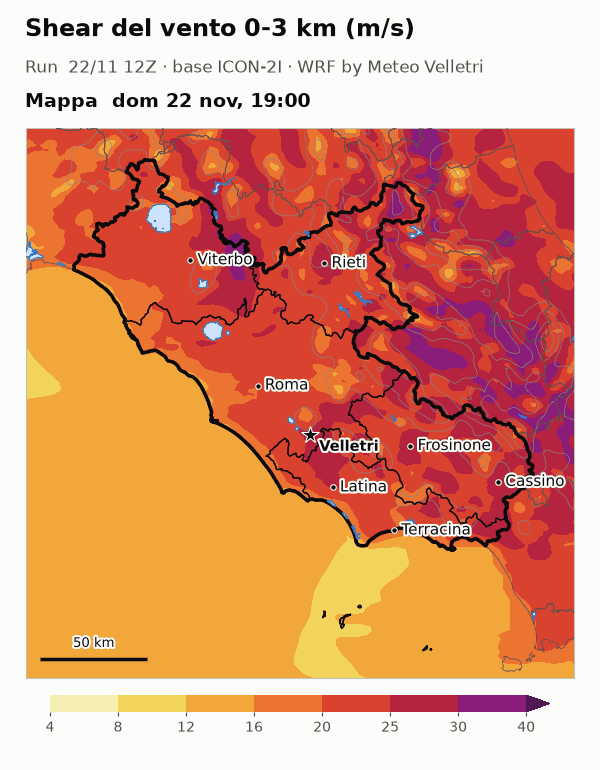 Shear del vento 0-3 km (m/s)
Run  22/11 12Z · base ICON-2I · WRF by Meteo Velletri
Mappa  dom 22 nov, 19:00
Viterbo
Rieti
Roma
Velletri
Frosinone
Latina
Cassino
Terracina
50 km
4 8 12 16 20 25 30 40